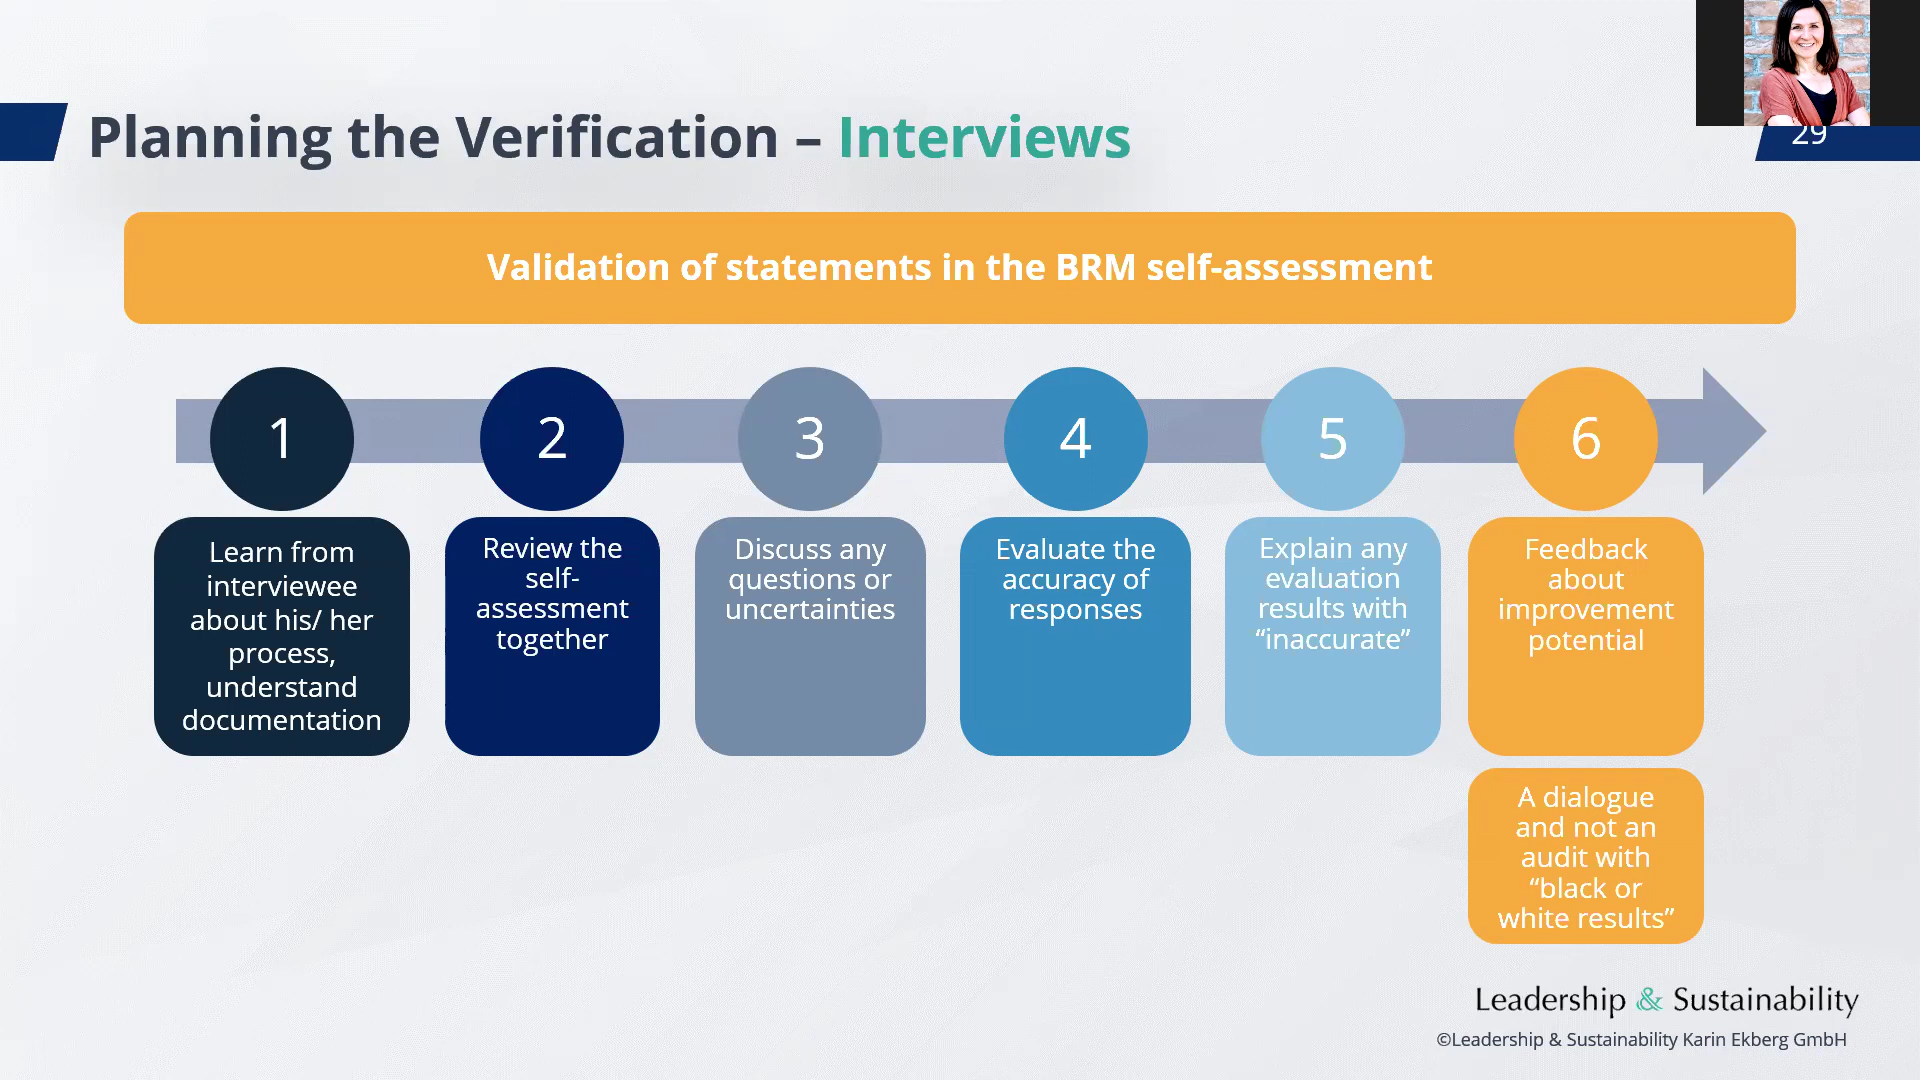 Planning the Verification – Interviews
29
Validation of statements in the BRM self-assessment
1
2
3
4
5
6
Learn from
interviewee
about his/ her
process,
understand
documentation
Review the
self-
assessment
together
Discuss any
questions or
uncertainties
Evaluate the
accuracy of
responses
Explain any
evaluation
results with
“inaccurate”
Feedback
about
improvement
potential
A dialogue
and not an
audit with
“black or
white results”
Leadership & Sustainability
©Leadership & Sustainability Karin Ekberg GmbH